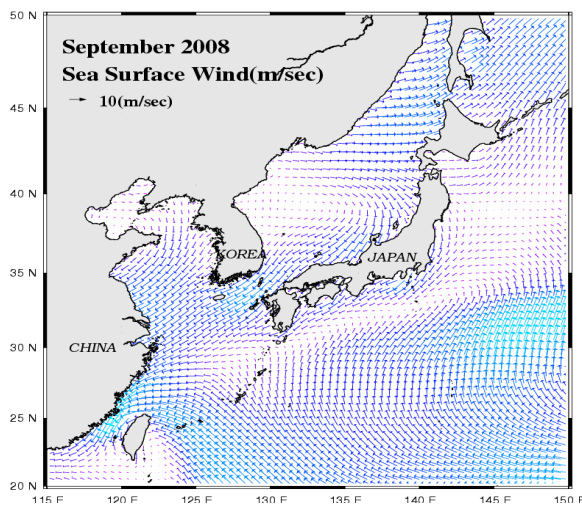 50 N
September 2008
Sea Surface Wind(m/sec)
10(m/sec)
45 N
40 N
KOREA
JAPAN
35 N
CHINA
30 N
25 N
20 N
115 E 120 E 125 E 130 E 135 E 140 E 145 E 150 E